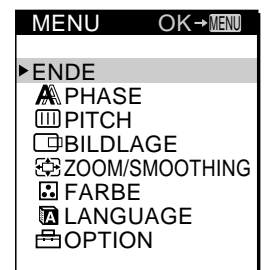 MENU OK→MENU
ENDE
PHASE
PITCH
BILDLAGE
ZOOM/SMOOTHING
FARBE
LANGUAGE
OPTION